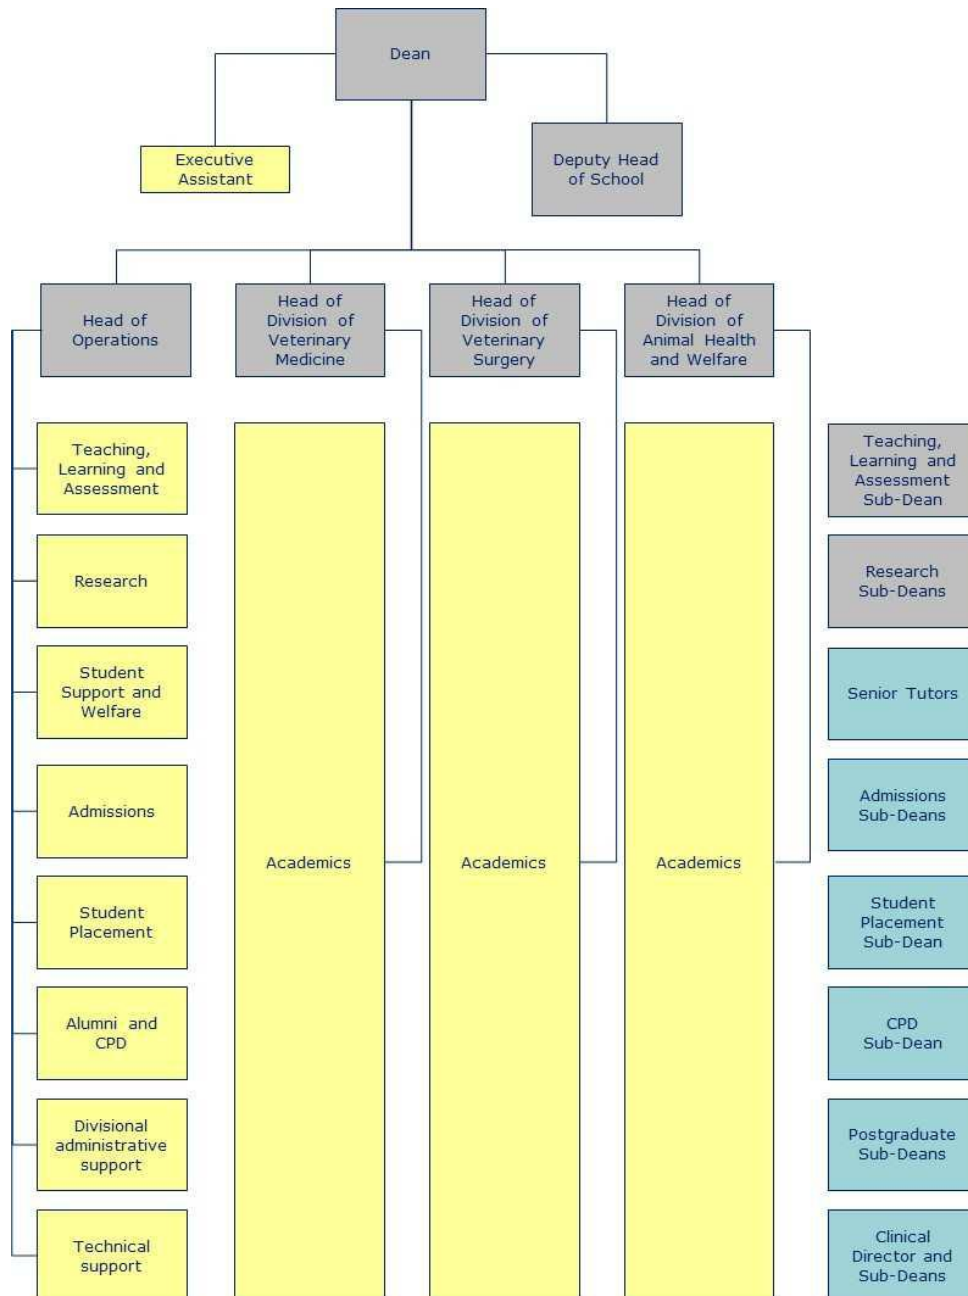 Dean
Executive
Assistant
Deputy Head
of School
Head of
Operations
Head of
Division of
Veterinary
Medicine
Head of
Division of
Veterinary
Surgery
Head of
Division of
Animal Health
and Welfare
Teaching,
Learning and
Assessment
Research
Student
Support and
Welfare
Admissions
Student
Placement
Alumni and
CPD
Divisional
administrative
support
Technical
support
Academics
Academics
Academics
Teaching,
Learning and
Assessment
Sub-Dean
Research
Sub-Deans
Senior Tutors
Admissions
Sub-Deans
Student
Placement
Sub-Dean
CPD
Sub-Dean
Postgraduate
Sub-Deans
Clinical
Director and
Sub-Deans